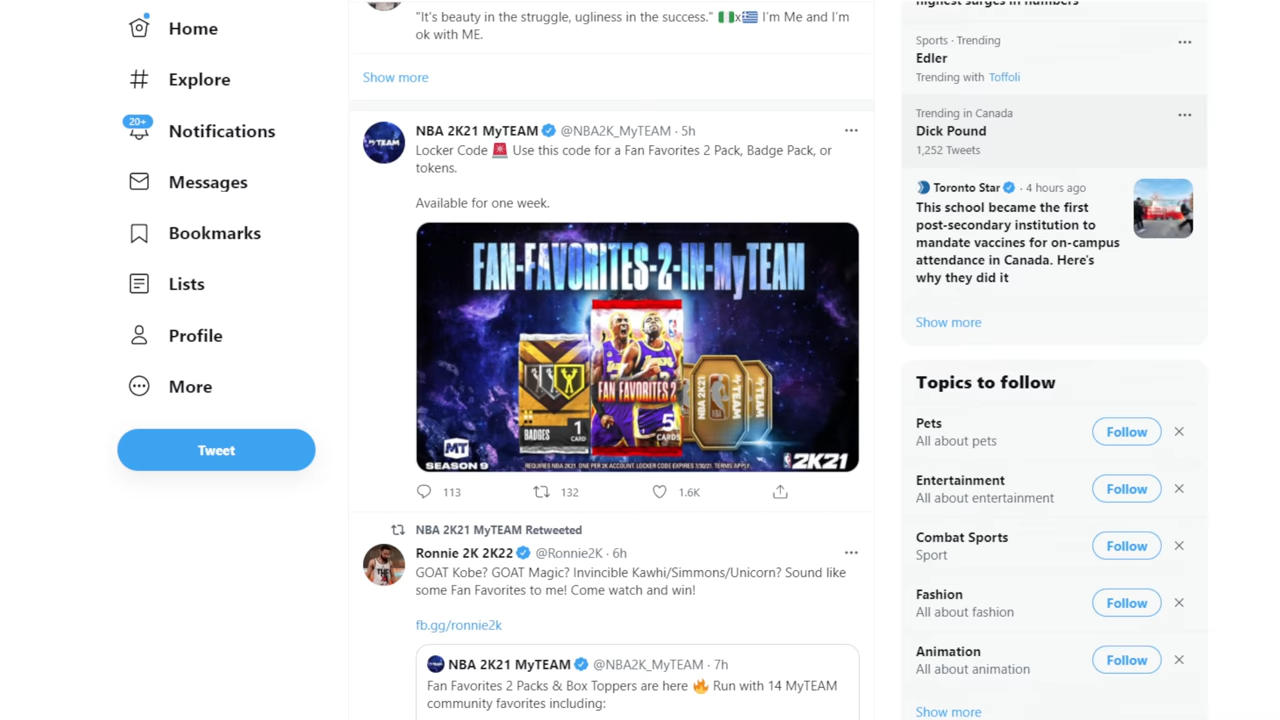 Home
Explore
20+
Notifications
Messages
Bookmarks
Lists
Profile
More
Tweet
"It's beauty in the struggle, ugliness in the success." 🇳🇬x🇬🇷 I'm Me and I'm
ok with ME.
Show more
NBA 2K21 MyTEAM @NBA2K_MyTEAM · 5h
Locker Code 🚨 Use this code for a Fan Favorites 2 Pack, Badge Pack, or
tokens.
Available for one week.
MyTEAM
FAN-FAVORITES-2-IN-MyTEAM
BADGES 1 CARD
FAN FAVORITES 2
5 CARDS
NBA 2K21
MyTEAM
MT
SEASON 9
REQUIRES NBA 2K21. ONE PER 2K ACCOUNT. LOCKER CODE EXPIRES 7/30/21. TERMS APPLY.
2K21
113 132 1.6K
NBA 2K21 MyTEAM Retweeted
Ronnie 2K 2K22 @Ronnie2K · 6h
GOAT Kobe? GOAT Magic? Invincible Kawhi/Simmons/Unicorn? Sound like
some Fan Favorites to me! Come watch and win!
fb.gg/ronnie2k
NBA 2K21 MyTEAM @NBA2K_MyTEAM · 7h
Fan Favorites 2 Packs & Box Toppers are here 🔥 Run with 14 MyTEAM
community favorites including:
highest surges in numbers
Sports · Trending
Edler
Trending with Toffoli
Trending in Canada
Dick Pound
1,252 Tweets
Toronto Star · 4 hours ago
This school became the first
post-secondary institution to
mandate vaccines for on-campus
attendance in Canada. Here's
why they did it
Show more
Topics to follow
Pets
All about pets
Follow
Entertainment
All about entertainment
Follow
Combat Sports
Sport
Follow
Fashion
All about fashion
Follow
Animation
All about animation
Follow
Show more